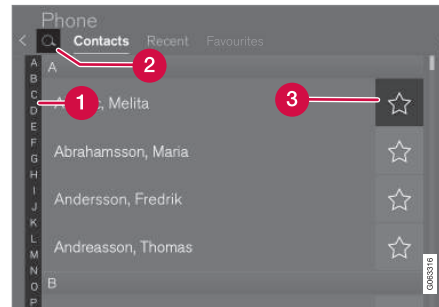 Phone
Contacts Recent Favourites
A
Melita
Abrahamsson, Maria
Andersson, Fredrik
Andreasson, Thomas
B
A
B
C
D
E
F
G
H
I
J
K
L
M
N
O
P
1
2
3
G063316